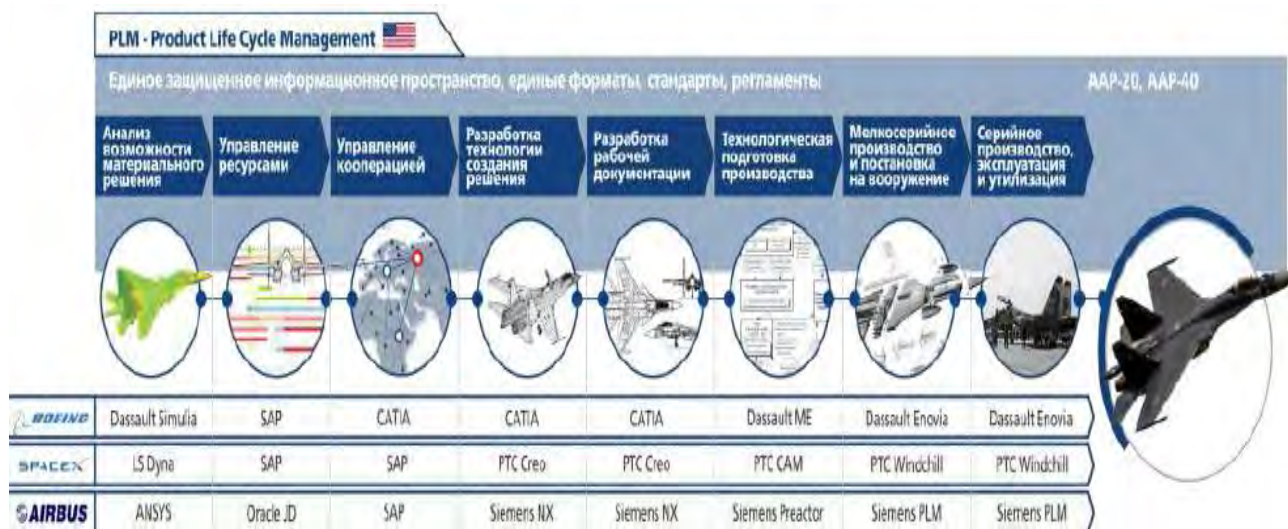 PLM - Product Life Cycle Management
Единое защищенное информационное пространство, единые форматы, стандарты, регламенты
AAP-20, AAP-40
Анализ
возможности
материального
решения
Управление
ресурсами
Управление
кооперацией
Разработка
технологии
создания
решения
Разработка
рабочей
документации
Технологическая
подготовка
производства
Мелкосерийное
производство
и постановка
на вооружение
Серийное
производство,
эксплуатация
и утилизация
BOEING
Dassault Simulia
SAP
CATIA
CATIA
CATIA
Dassault ME
Dassault Enovia
Dassault Enovia
SPACEX
LS Dyna
SAP
SAP
PTC Creo
PTC Creo
PTC CAM
PTC Windchill
PTC Windchill
AIRBUS
ANSYS
Oracle JD
SAP
Siemens NX
Siemens NX
Siemens Preactor
Siemens PLM
Siemens PLM